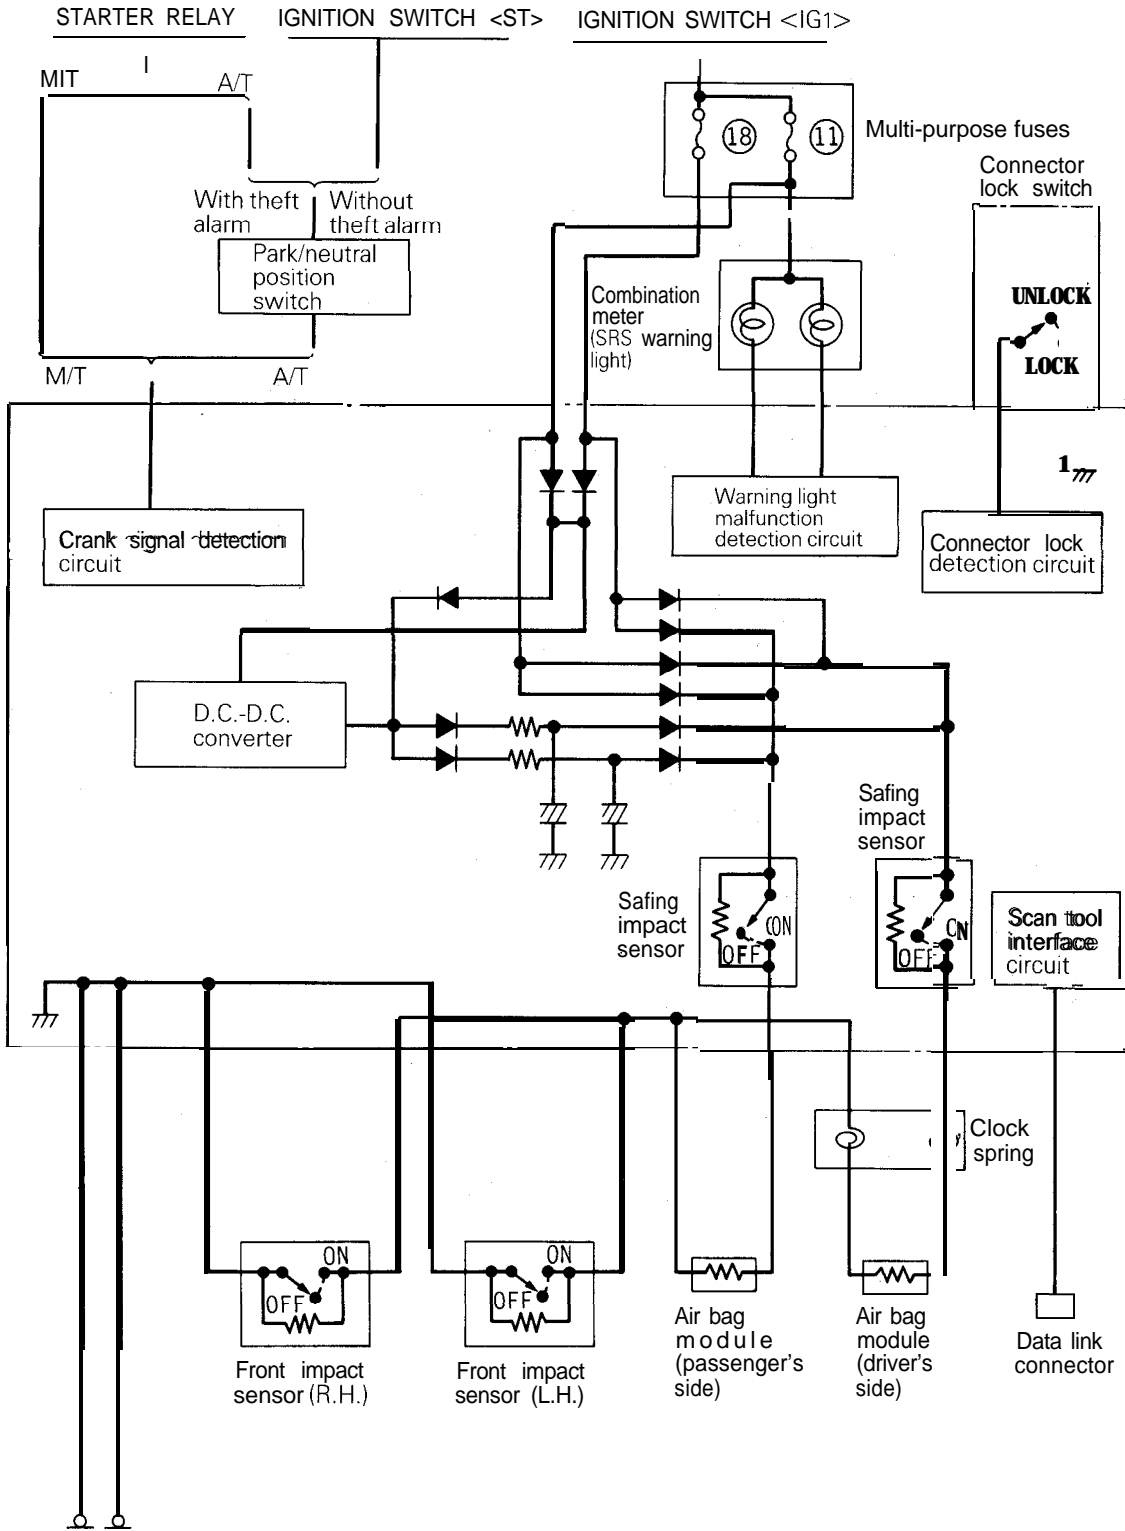 STARTER RELAY
IGNITION SWITCH <ST>
IGNITION SWITCH <IG1>
MIT
I
A/T
18
11
Multi-purpose fuses
Connector
lock switch
With theft
alarm
Without
theft alarm
Park/neutral
position
switch
Combination
meter
(SRS warning
light)
UNLOCK
LOCK
M/T
A/T
1
Crank signal detection
circuit
Warning light
malfunction
detection circuit
Connector lock
detection circuit
D.C.-D.C.
converter
Safing
impact
sensor
Safing
impact
sensor
ON
OFF
ON
OFF
Scan tool
interface
circuit
Clock
spring
ON
OFF
ON
OFF
Front impact
sensor (R.H.)
Front impact
sensor (L.H.)
Air bag
module
(passenger's
side)
Air bag
module
(driver's
side)
Data link
connector